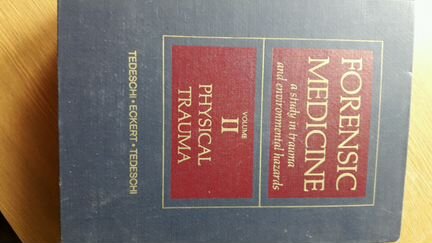 FORENSIC
MEDICINE
a study in trauma
and environmental hazards
VOLUME
II
PHYSICAL
TRAUMA
TEDESCHI • ECKERT • TEDESCHI